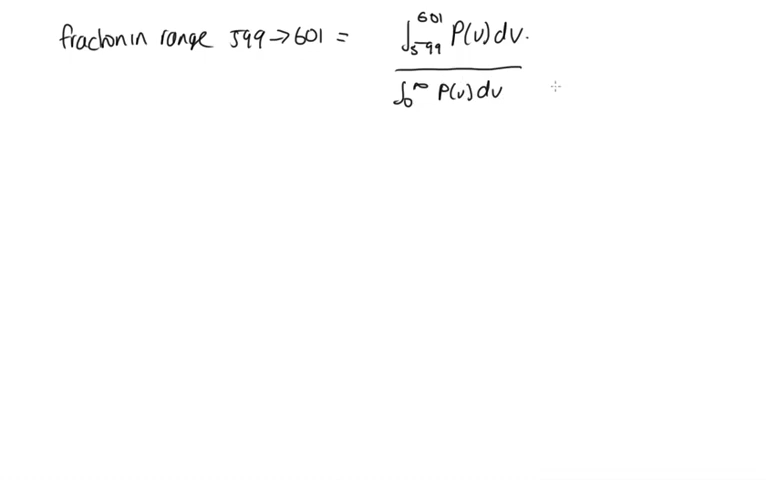 fraction in range 599 → 601 = ∫₅₉₉⁶⁰¹ P(v) dv.
∫₀^∞ P(v) dv